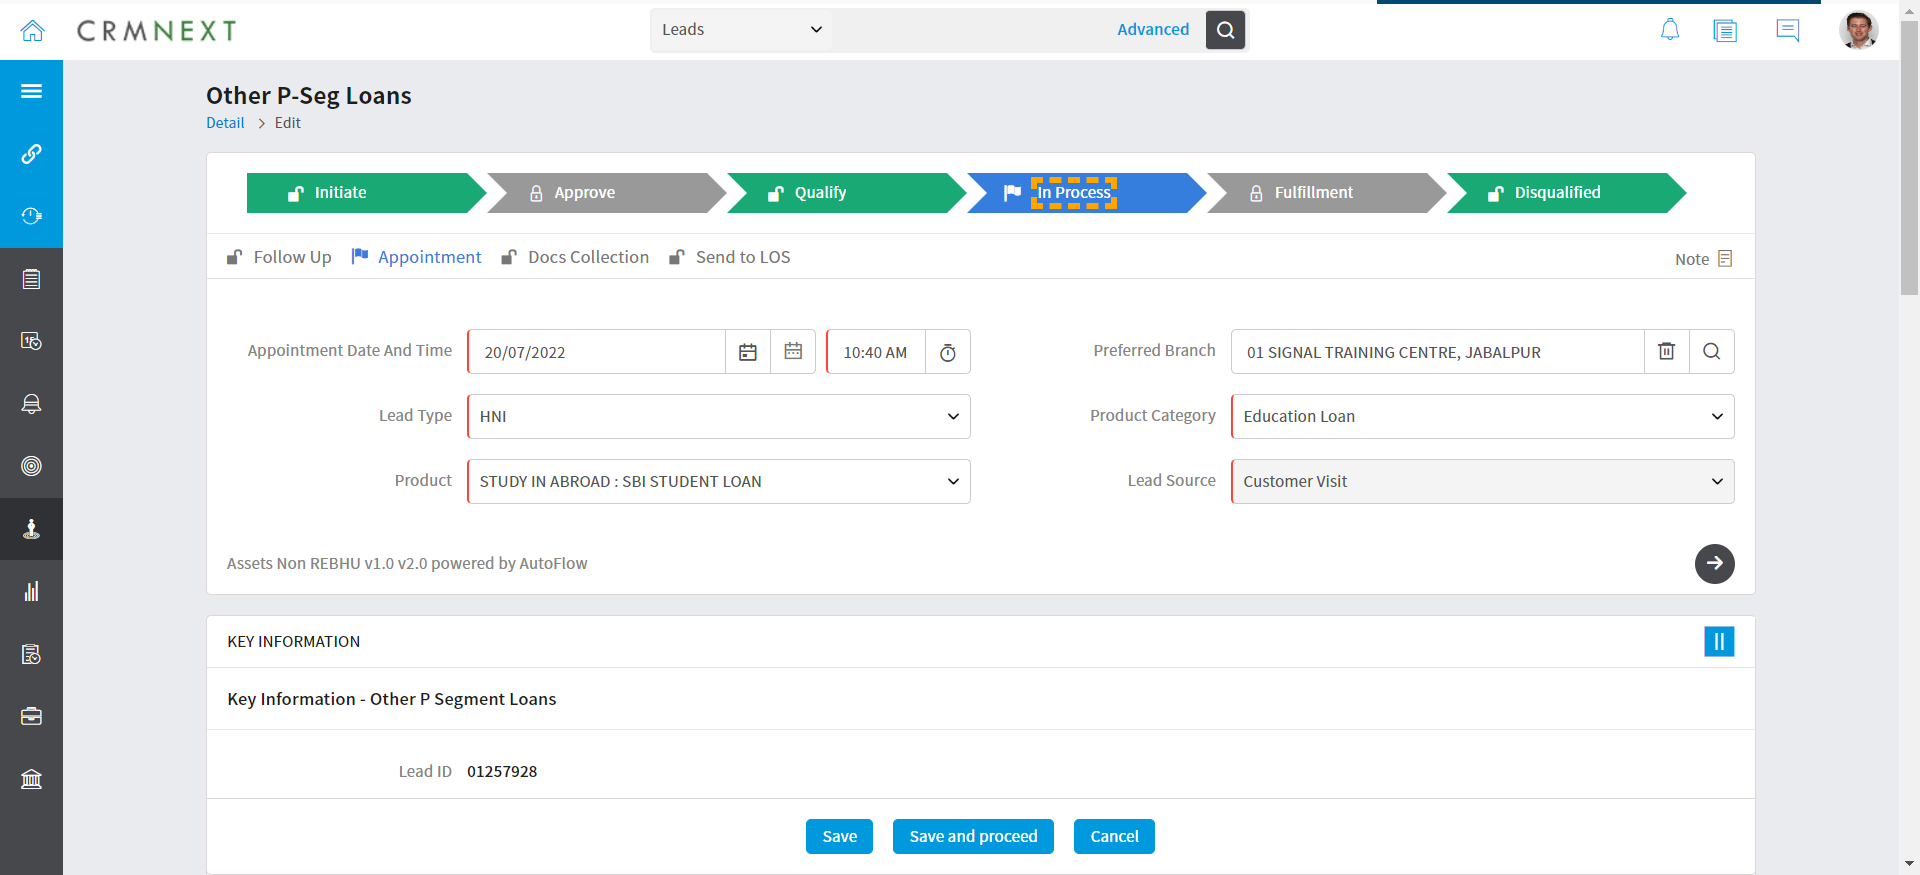 CRMNEXT
Leads
Advanced
Other P-Seg Loans
Detail > Edit
Initiate
Approve
Qualify
In Process
Fulfillment
Disqualified
Follow Up
Appointment
Docs Collection
Send to LOS
Note
Appointment Date And Time 20/07/2022 10:40 AM
Preferred Branch 01 SIGNAL TRAINING CENTRE, JABALPUR
Lead Type HNI
Product Category Education Loan
Product STUDY IN ABROAD : SBI STUDENT LOAN
Lead Source Customer Visit
Assets Non REBHU v1.0 v2.0 powered by AutoFlow
KEY INFORMATION
Key Information - Other P Segment Loans
Lead ID 01257928
Save
Save and proceed
Cancel